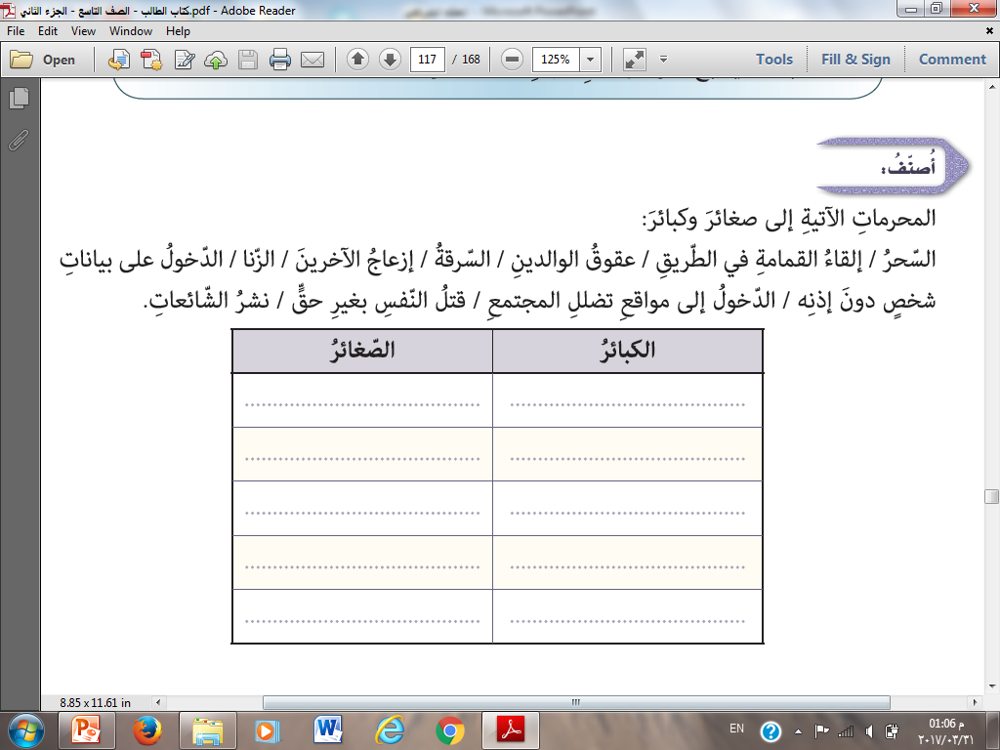 كتاب الطالب - الصف التاسع - الجزء الثاني.pdf - Adobe Reader
Microsoft PowerPoint
File Edit View Window Help
Open 117 / 168 125% Tools Fill & Sign Comment
أُصنّفُ:
المحرماتِ الآتيةِ إلى صغائرَ وكبائرَ:
السّحرُ / إلقاءُ القمامةِ في الطّريقِ / عقوقُ الوالدينِ / السّرقةُ / إزعاجُ الآخرينَ / الزّنا / الدّخولُ على بياناتِ
شخصٍ دونَ إذنِه / الدّخولُ إلى مواقعِ تضللِ المجتمعِ / قتلُ النّفسِ بغيرِ حقٍّ / نشرُ الشّائعاتِ.
الكبائرُ الصّغائرُ
8.85 x 11.61 in
EN
01:06 م
٢٠١٧/٠٣/٣١